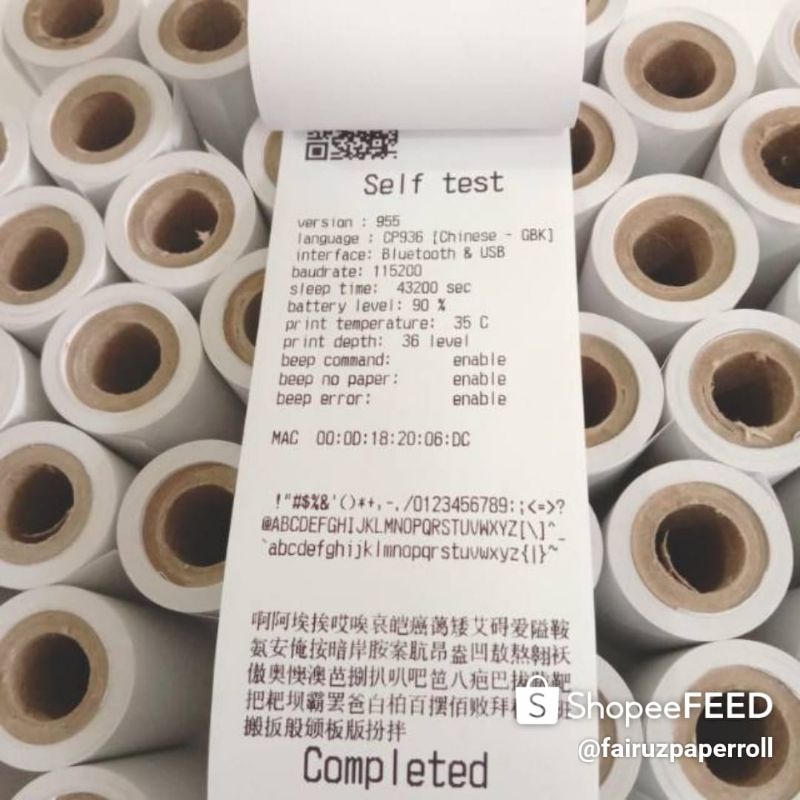 Self test
version : 955
language : CP936 [Chinese - GBK]
interface: Bluetooth & USB
baudrate: 115200
sleep time: 43200 sec
battery level: 90 %
print temperature: 35 C
print depth: 36 level
beep command: enable
beep no paper: enable
beep error: enable
MAC 00:0D:18:20:06:DC
!"#$%&'()*+,-./0123456789:;<=>?
@ABCDEFGHIJKLMNOPQRSTUVWXYZ[\]^_
`abcdefghijklmnopqrstuvwxyz{|}~
啊阿埃挨哎唉哀皑癌蔼矮艾碍爱隘鞍
氨安俺按暗岸胺案肮昂盎凹敖熬翱袄
傲奥懊澳芭捌扒叭吧笆八疤巴拔靶
把耙坝霸罢爸白柏百摆佰败拜
搬扳般颁板版扮拌
Completed
ShopeeFEED
@fairuzpaperroll